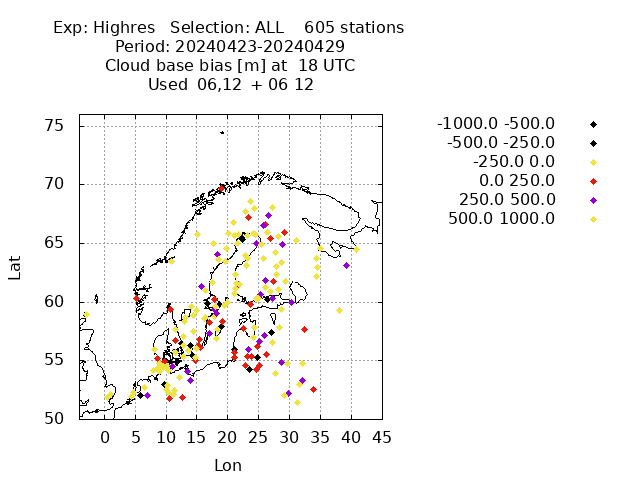 Exp: Highres   Selection: ALL    605 stations
Period: 20240423-20240429
Cloud base bias [m] at  18 UTC
Used  06,12  + 06 12
-1000.0 -500.0
-500.0 -250.0
-250.0 0.0
0.0 250.0
250.0 500.0
500.0 1000.0
75
70
65
60
55
50
Lat
0 5 10 15 20 25 30 35 40 45
Lon